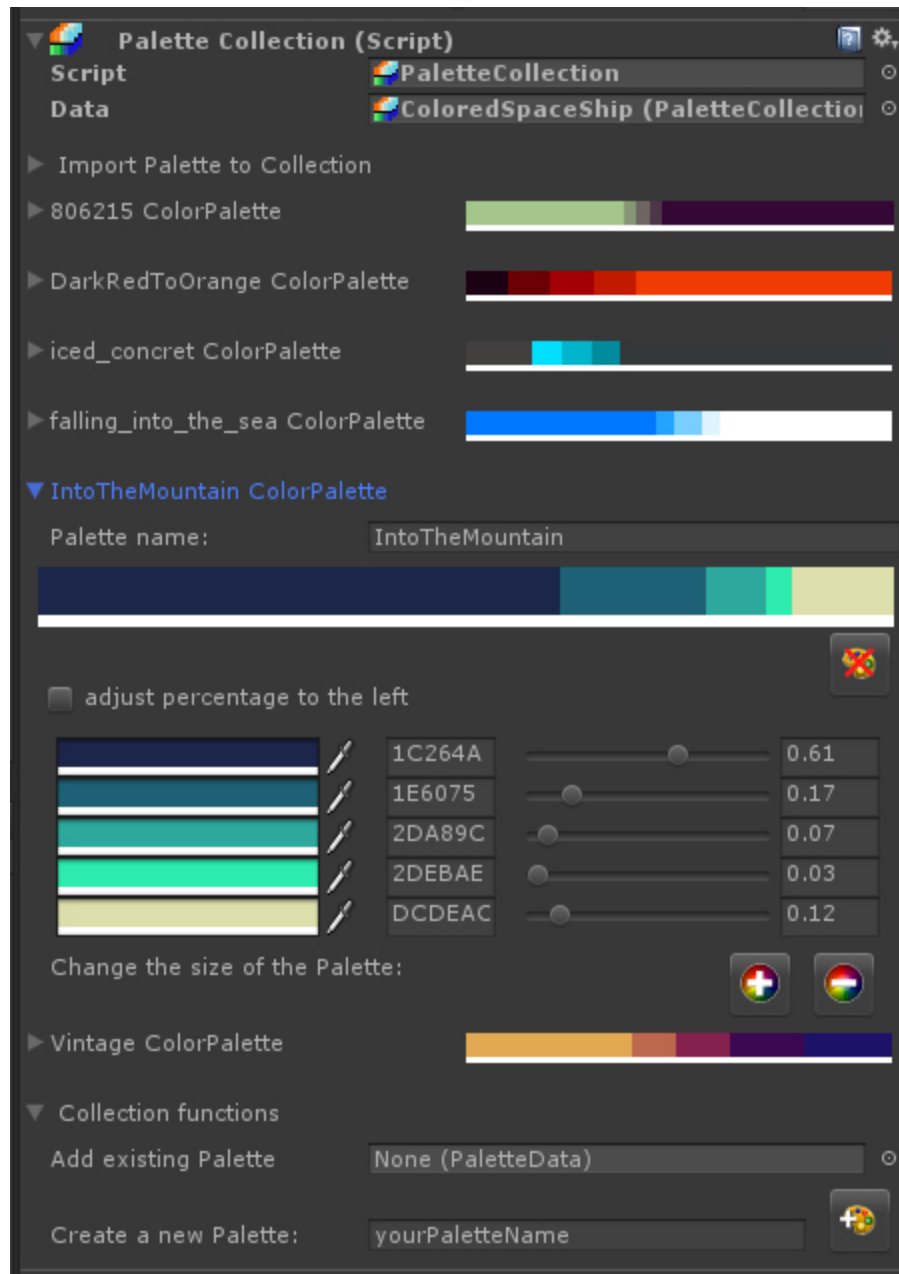 Palette Collection (Script)
Script PaletteCollection
Data ColoredSpaceShip (PaletteCollection
Import Palette to Collection
806215 ColorPalette
DarkRedToOrange ColorPalette
iced_concret ColorPalette
falling_into_the_sea ColorPalette
IntoTheMountain ColorPalette
Palette name: IntoTheMountain
adjust percentage to the left
1C264A 0.61
1E6075 0.17
2DA89C 0.07
2DEBAE 0.03
DCDEAC 0.12
Change the size of the Palette:
Vintage ColorPalette
Collection functions
Add existing Palette None (PaletteData)
Create a new Palette: yourPaletteName